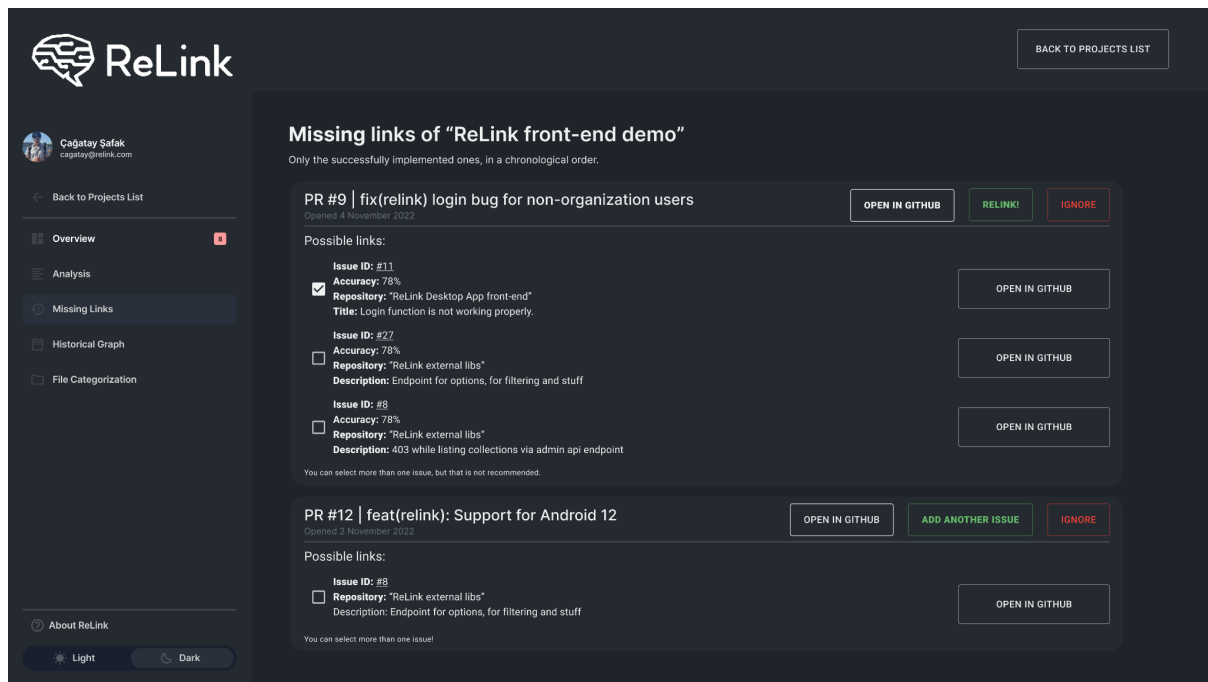 ReLink
BACK TO PROJECTS LIST
Çağatay Şafak
cagatay@relink.com
Back to Projects List
Overview
8
Analysis
Missing Links
Historical Graph
File Categorization
About ReLink
Light
Dark
Missing links of “ReLink front-end demo”
Only the successfully implemented ones, in a chronological order.
PR #9 | fix(relink) login bug for non-organization users
Opened 4 November 2022
OPEN IN GITHUB
RELINK!
IGNORE
Possible links:
Issue ID: #11
Accuracy: 78%
Repository: “ReLink Desktop App front-end”
Title: Login function is not working properly.
OPEN IN GITHUB
Issue ID: #27
Accuracy: 78%
Repository: “ReLink external libs”
Description: Endpoint for options, for filtering and stuff
OPEN IN GITHUB
Issue ID: #8
Accuracy: 78%
Repository: “ReLink external libs”
Description: 403 while listing collections via admin api endpoint
OPEN IN GITHUB
You can select more than one issue, but that is not recommended.
PR #12 | feat(relink): Support for Android 12
Opened 2 November 2022
OPEN IN GITHUB
ADD ANOTHER ISSUE
IGNORE
Possible links:
Issue ID: #8
Repository: “ReLink external libs”
Description: Endpoint for options, for filtering and stuff
OPEN IN GITHUB
You can select more than one issue!